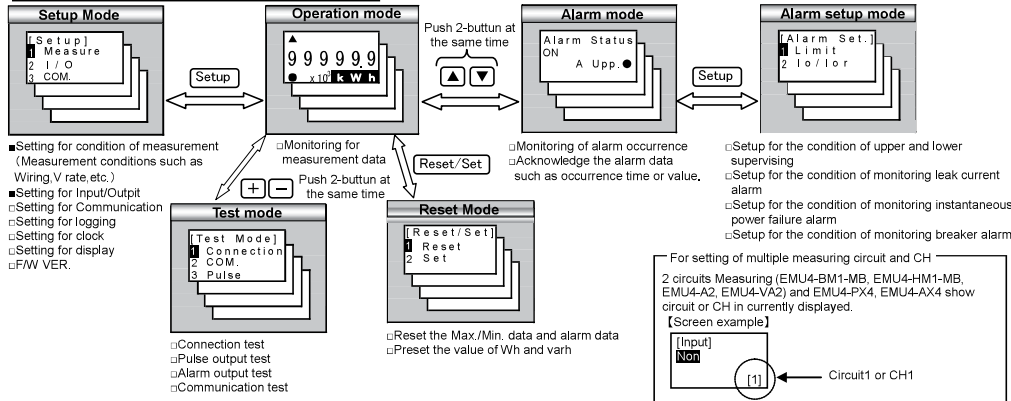 Setup Mode
[Setup]
1 Measure
2 I/O
3 COM.
Setup
■Setting for condition of measurement
(Measurement conditions such as
Wiring,V rate,etc.)
■Setting for Input/Outpit
□Setting for Communication
□Setting for logging
□Setting for clock
□Setting for display
□F/W VER.
Operation mode
▲
999999.9
● x10³ kWh
□Monitoring for
measurement data
Push 2-buttun at
the same time
▲ ▼
Alarm mode
Alarm Status
ON
A Upp.●
□Monitoring of alarm occurrence
□Acknowledge the alarm data
such as occurrence time or value.
Setup
Alarm setup mode
[Alarm Set.]
1 Limit
2 Io/Ior
□Setup for the condition of upper and lower
supervising
□Setup for the condition of monitoring leak current
alarm
□Setup for the condition of monitoring instantaneous
power failure alarm
□Setup for the condition of monitoring breaker alarm
+ −
Push 2-buttun at
the same time
Test mode
[Test Mode]
1 Connection
2 COM.
3 Pulse
□Connection test
□Pulse output test
□Alarm output test
□Communication test
Reset/Set
Reset Mode
[Reset/Set]
1 Reset
2 Set
□Reset the Max./Min. data and alarm data
□Preset the value of Wh and varh
For setting of multiple measuring circuit and CH
2 circuits Measuring (EMU4-BM1-MB, EMU4-HM1-MB,
EMU4-A2, EMU4-VA2) and EMU4-PX4, EMU4-AX4 show
circuit or CH in currently displayed.
【Screen example】
[Input]
Non
[1]
Circuit1 or CH1